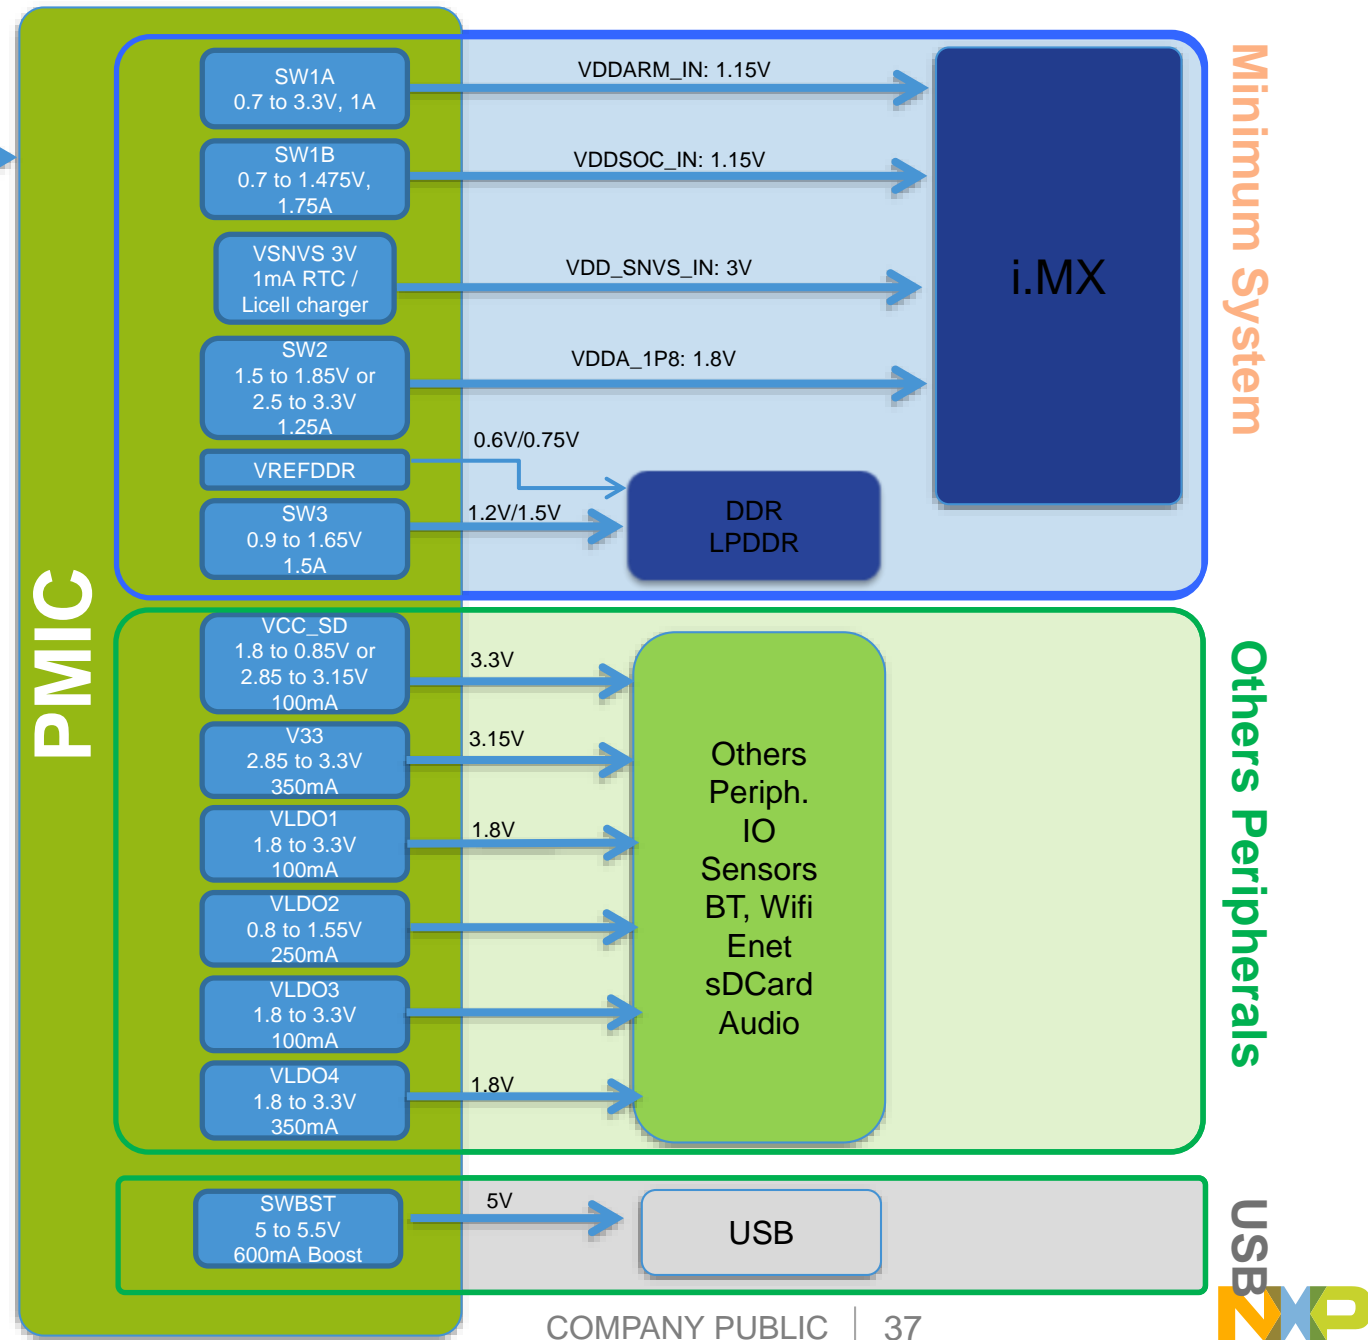 PMIC
SW1A
0.7 to 3.3V, 1A
VDDARM_IN: 1.15V
SW1B
0.7 to 1.475V,
1.75A
VDDSOC_IN: 1.15V
VSNVS 3V
1mA RTC /
Licell charger
VDD_SNVS_IN: 3V
SW2
1.5 to 1.85V or
2.5 to 3.3V
1.25A
VDDA_1P8: 1.8V
VREFDDR
0.6V/0.75V
SW3
0.9 to 1.65V
1.5A
1.2V/1.5V
i.MX
DDR
LPDDR
Minimum System
VCC_SD
1.8 to 0.85V or
2.85 to 3.15V
100mA
3.3V
V33
2.85 to 3.3V
350mA
3.15V
VLDO1
1.8 to 3.3V
100mA
1.8V
VLDO2
0.8 to 1.55V
250mA
VLDO3
1.8 to 3.3V
100mA
VLDO4
1.8 to 3.3V
350mA
1.8V
Others
Periph.
IO
Sensors
BT, Wifi
Enet
sDCard
Audio
Others Peripherals
SWBST
5 to 5.5V
600mA Boost
5V
USB
USB
COMPANY PUBLIC | 37
NXP